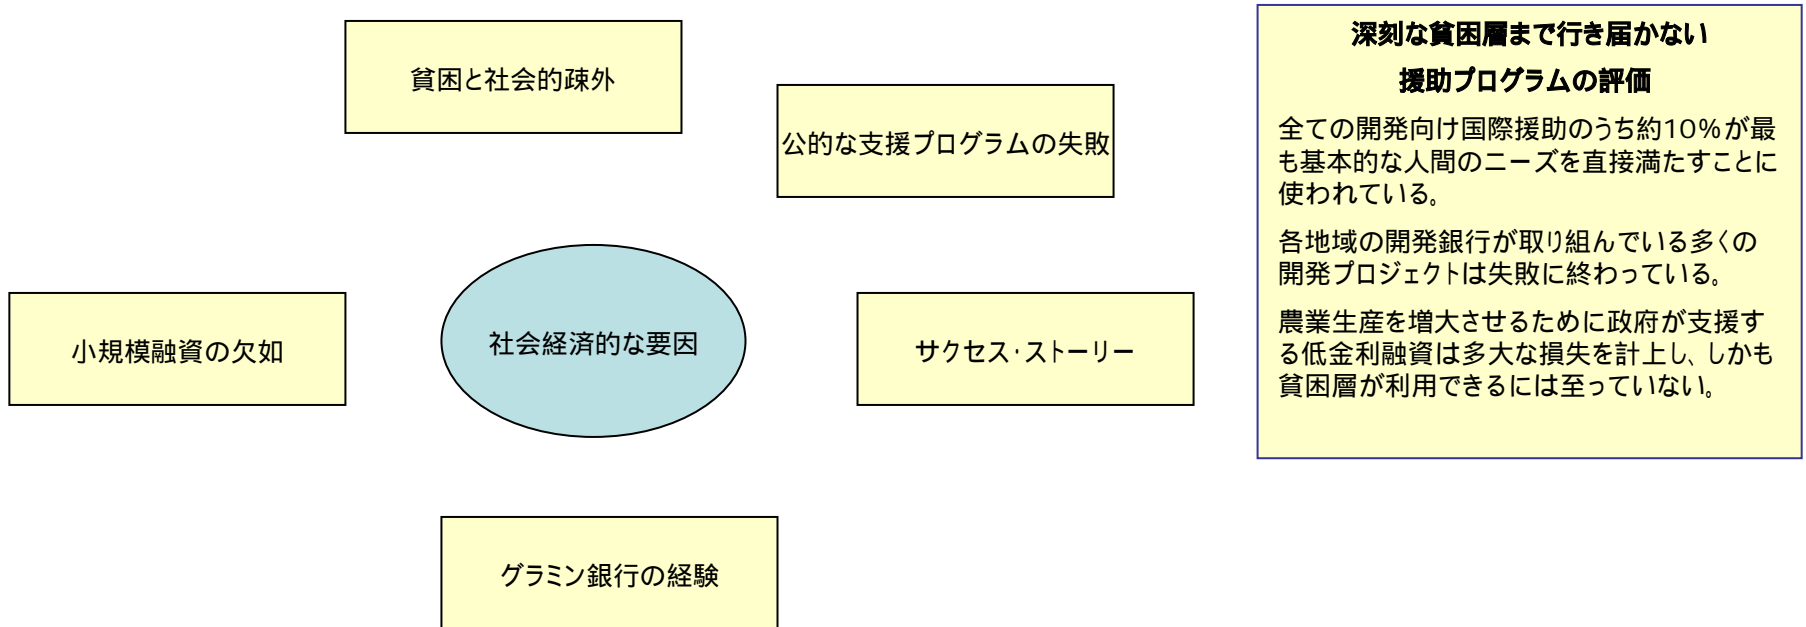 貧困と社会的疎外
公的な支援プログラムの失敗
小規模融資の欠如
社会経済的な要因
サクセス・ストーリー
グラミン銀行の経験
深刻な貧困層まで行き届かない
援助プログラムの評価
全ての開発向け国際援助のうち約10%が最
も基本的な人間のニーズを直接満たすことに
使われている。
各地域の開発銀行が取り組んでいる多くの
開発プロジェクトは失敗に終わっている。
農業生産を増大させるために政府が支援す
る低金利融資は多大な損失を計上し、しかも
貧困層が利用できるには至っていない。